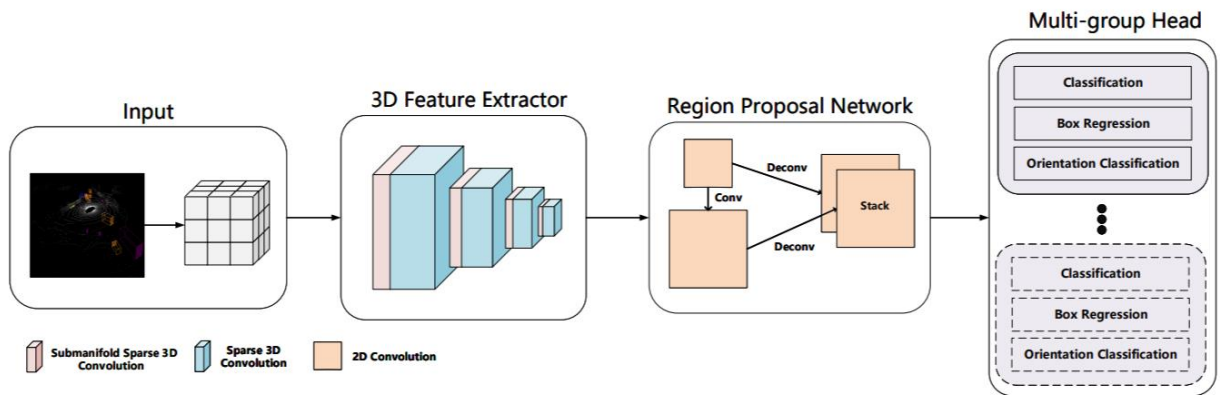 Multi-group Head
Input
3D Feature Extractor
Region Proposal Network
Deconv
Conv
Stack
Deconv
Classification
Box Regression
Orientation Classification
Classification
Box Regression
Orientation Classification
Submanifold Sparse 3D
Convolution
Sparse 3D
Convolution
2D Convolution